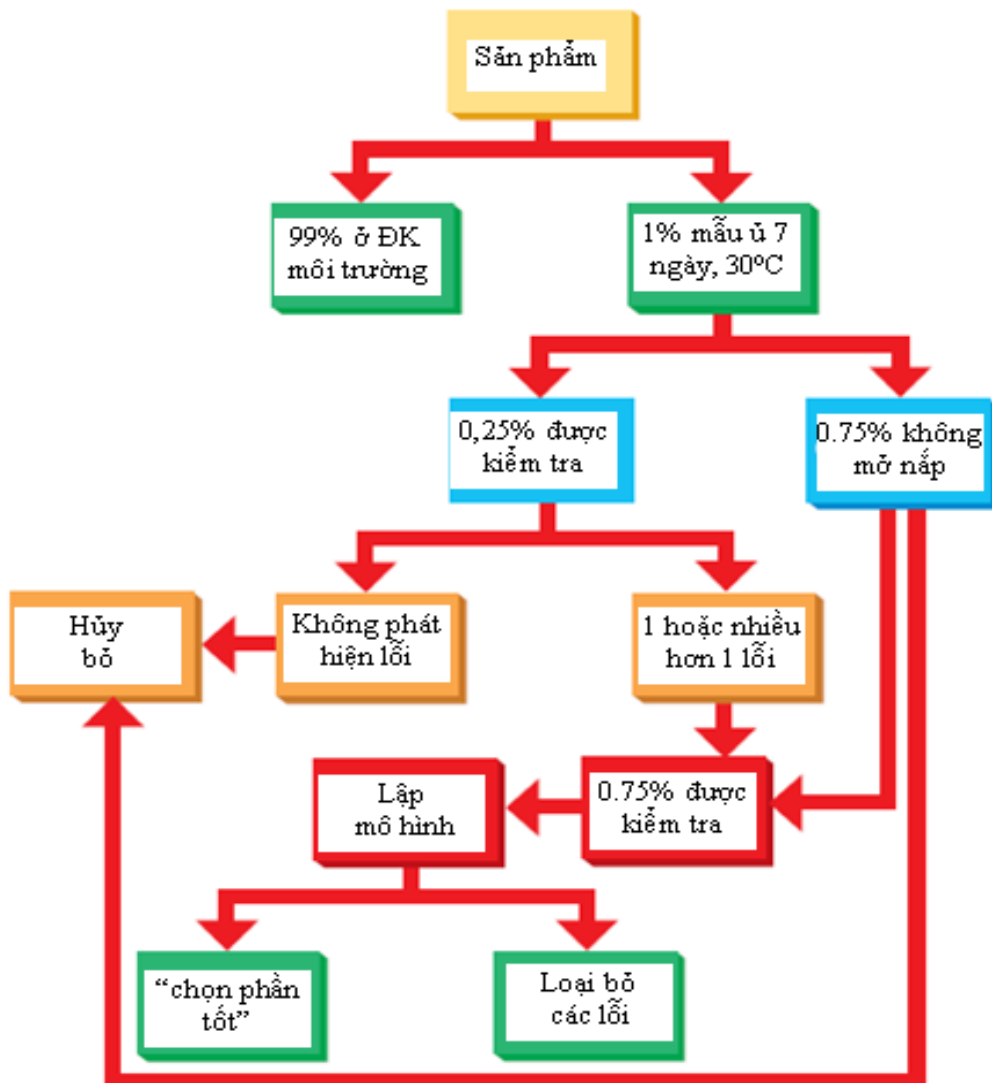 Sản phẩm
99% ở ĐK
môi trường
1% mẫu ủ 7
ngày, 30ºC
0,25% được
kiểm tra
0.75% không
mở nắp
Hủy
bỏ
Không phát
hiện lỗi
1 hoặc nhiều
hơn 1 lỗi
Lập
mô hình
0.75% được
kiểm tra
“chọn phần
tốt”
Loại bỏ
các lỗi